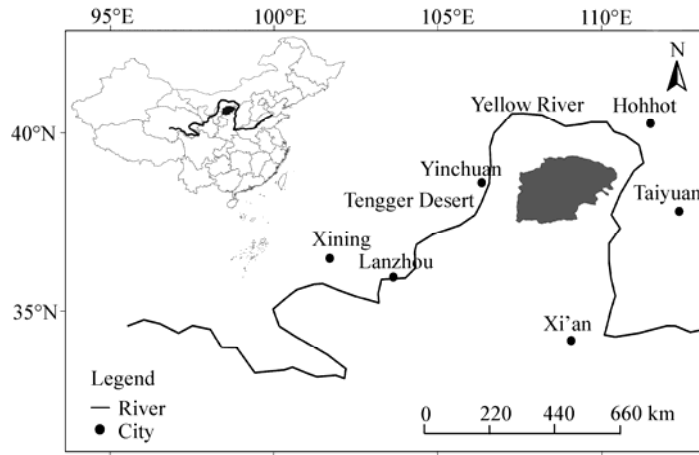 95°E 100°E 105°E 110°E
N
Yellow River Hohhot
40°N
Yinchuan
Tengger Desert Taiyuan
Xining
Lanzhou
35°N
Xi'an
Legend
River
City
0 220 440 660 km